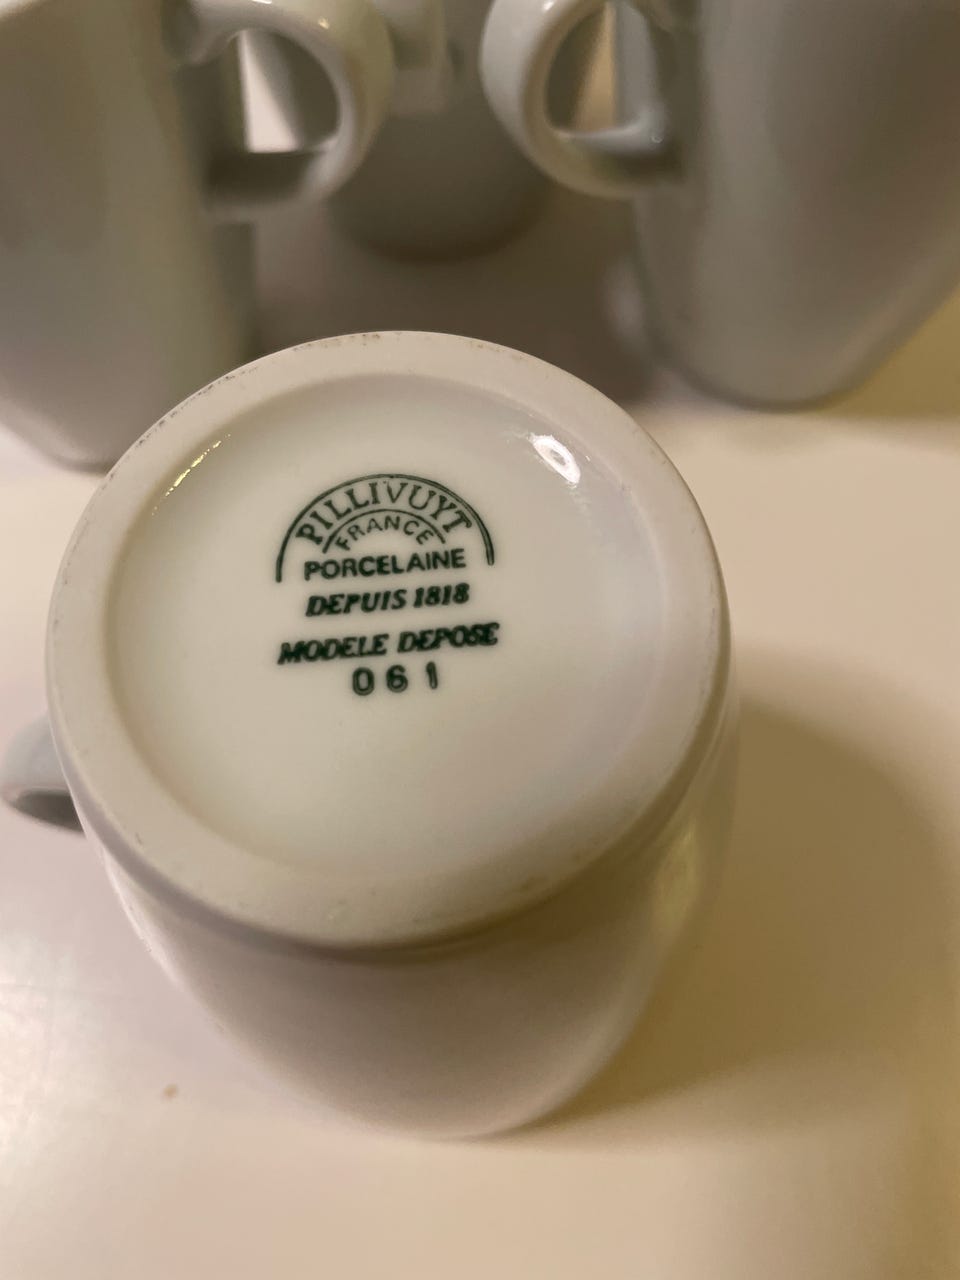 PILLIVUYT
FRANCE
PORCELAINE
DEPUIS 1818
MODELE DEPOSE
061